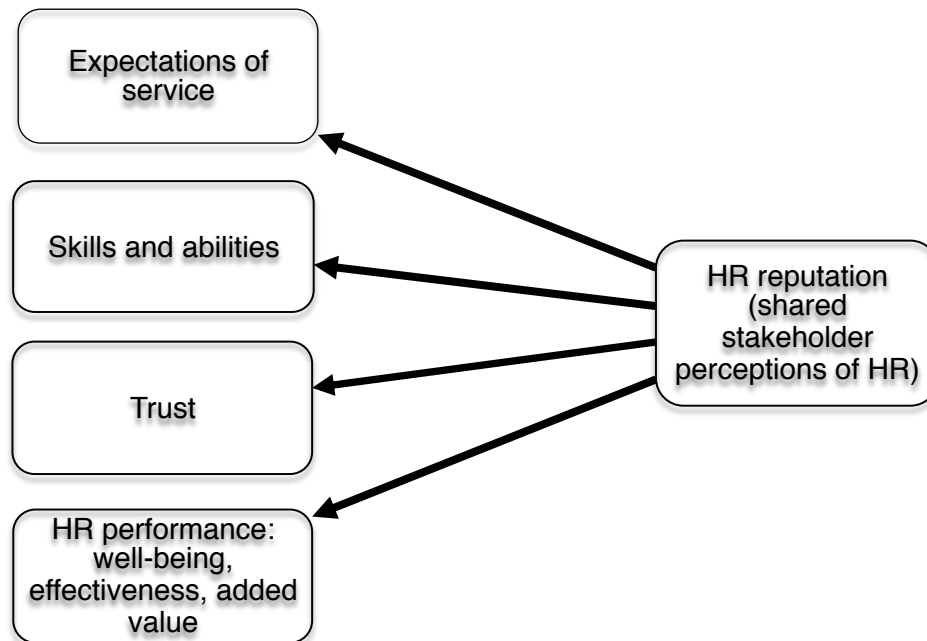 Expectations of
service
Skills and abilities
Trust
HR performance:
well-being,
effectiveness, added
value
HR reputation
(shared
stakeholder
perceptions of HR)